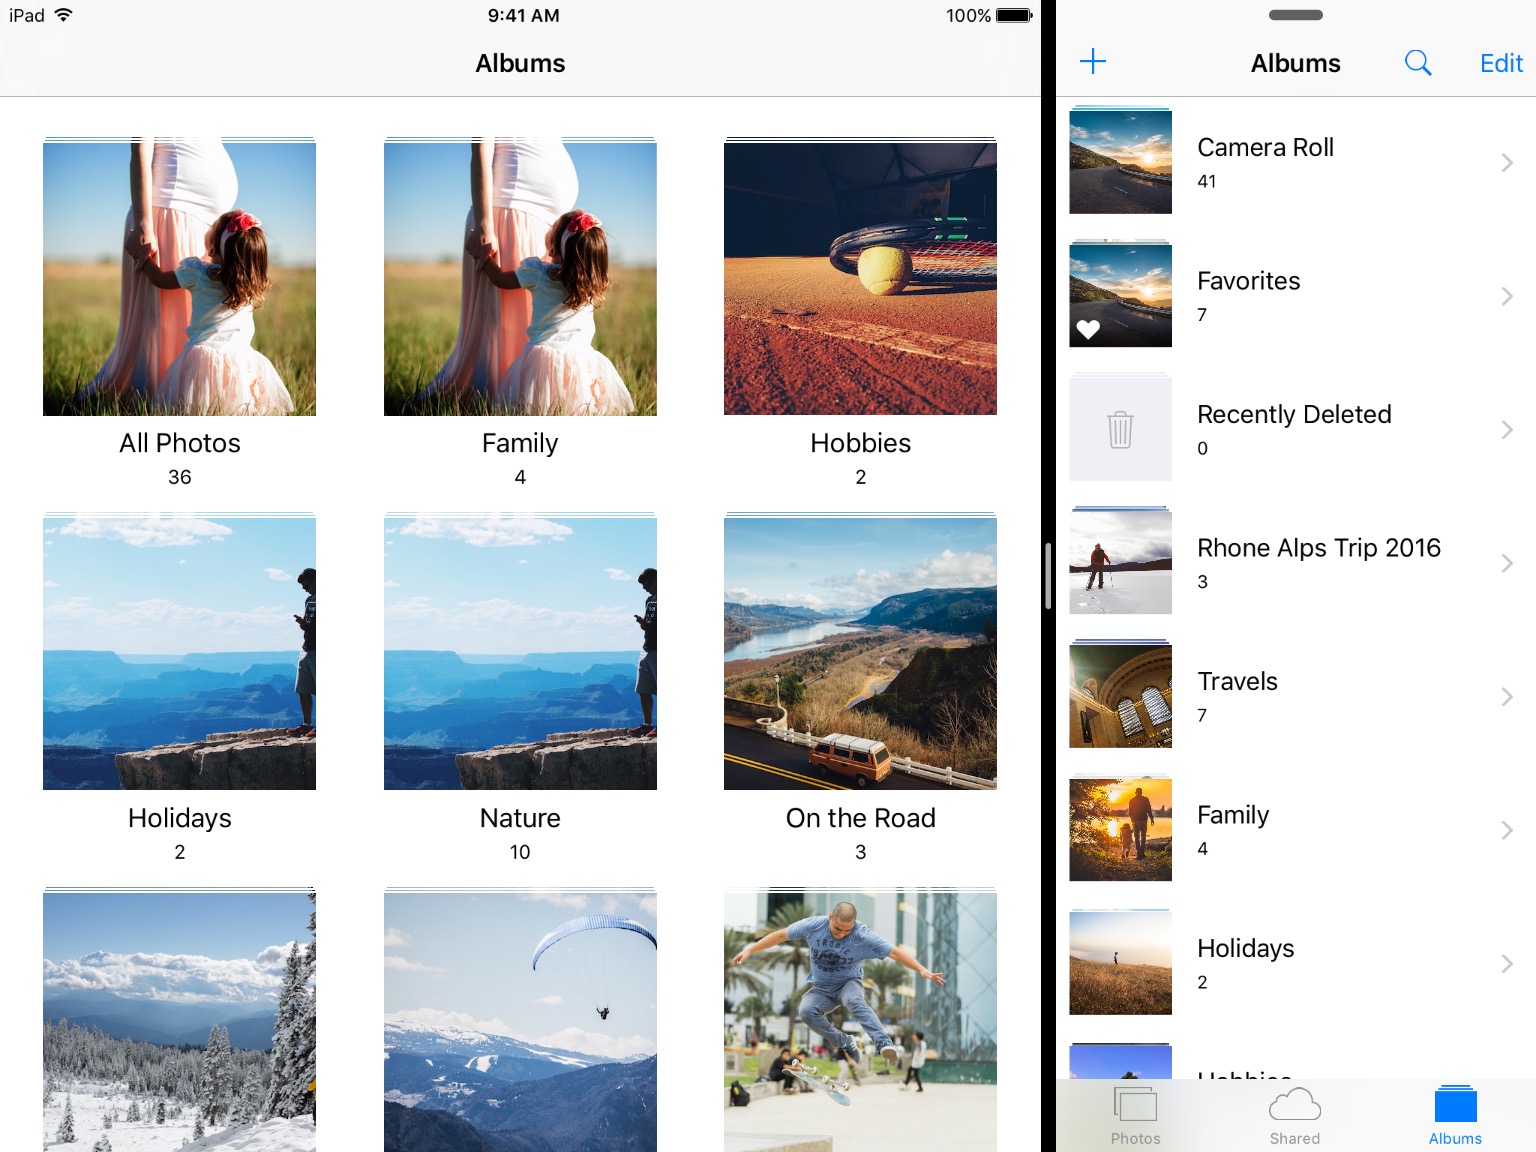 iPad
9:41 AM
100%
Albums
All Photos
36
Family
4
Hobbies
2
Holidays
2
Nature
10
On the Road
3
TROPIC
Albums
Edit
Camera Roll
41
Favorites
7
Recently Deleted
0
Rhone Alps Trip 2016
3
Travels
7
Family
4
Holidays
2
Hobbies
Photos
Shared
Albums